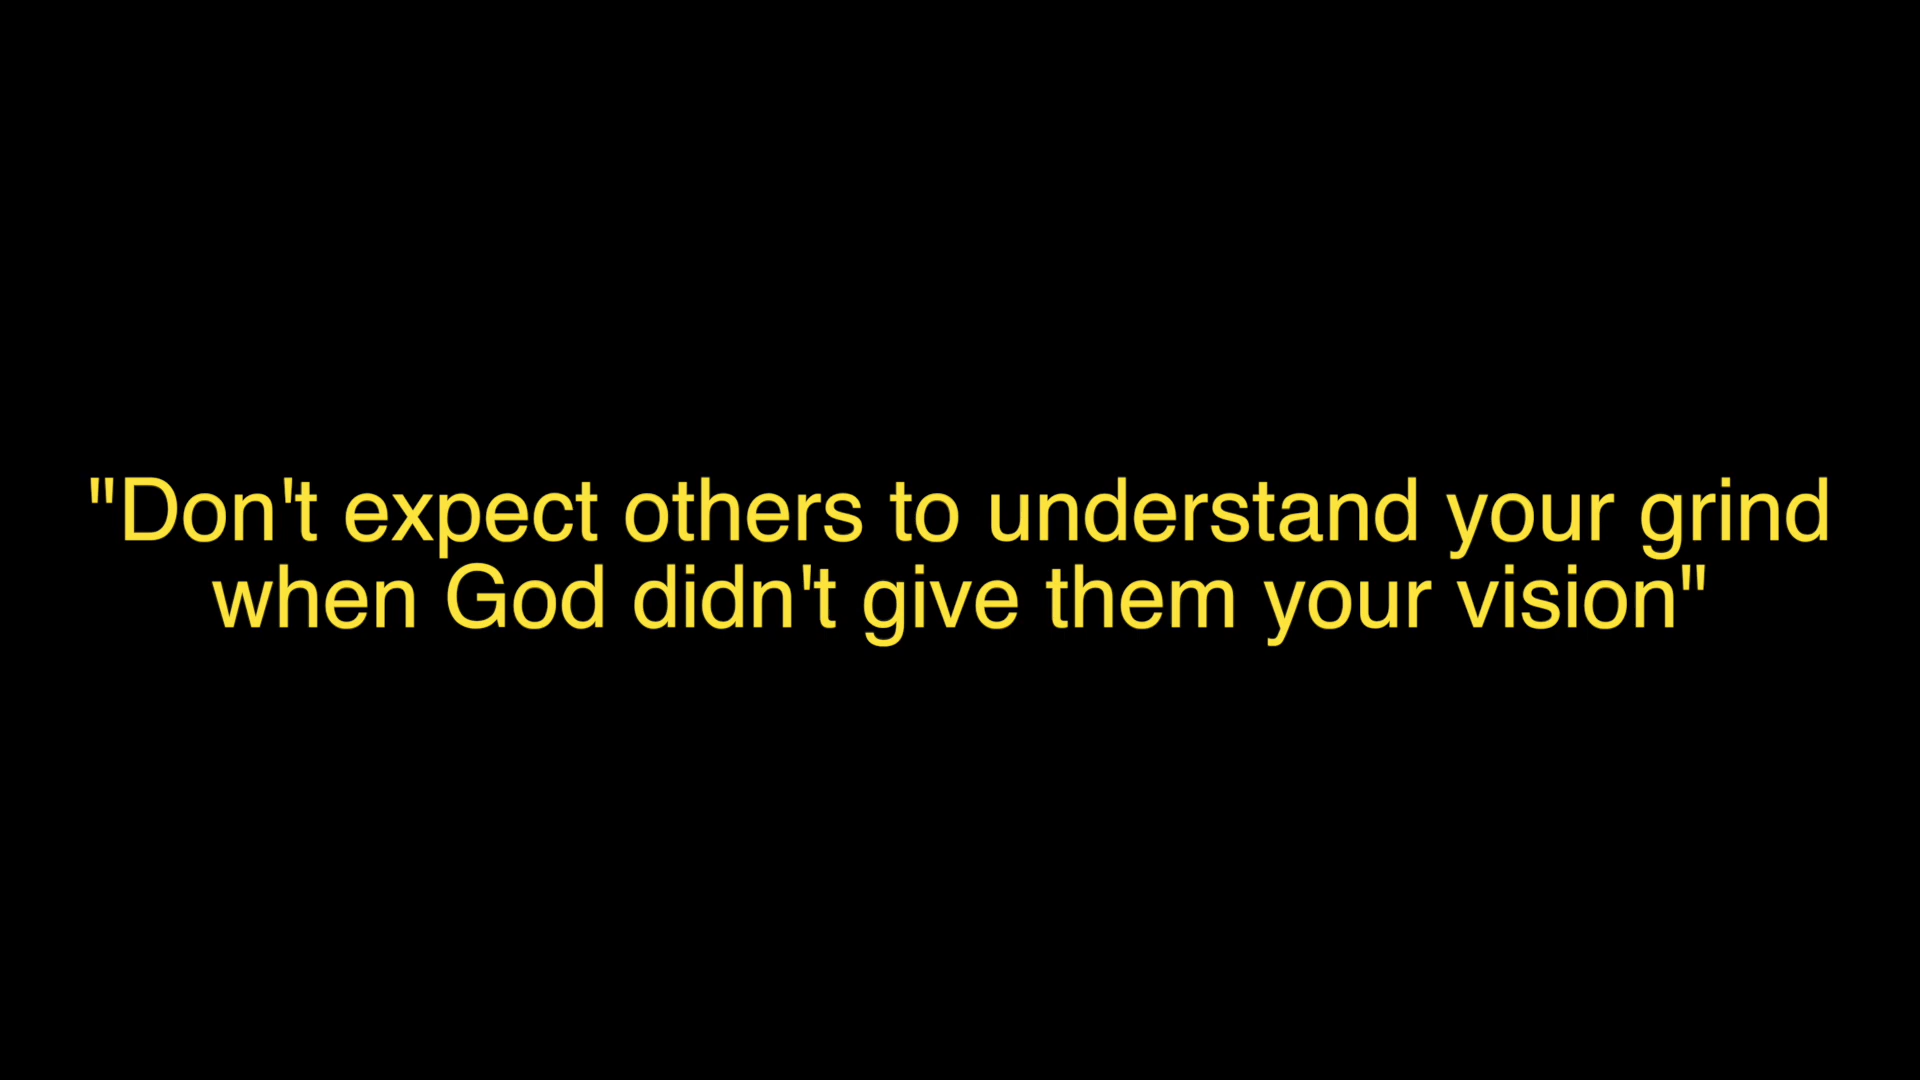 "Don't expect others to understand your grind
when God didn't give them your vision"